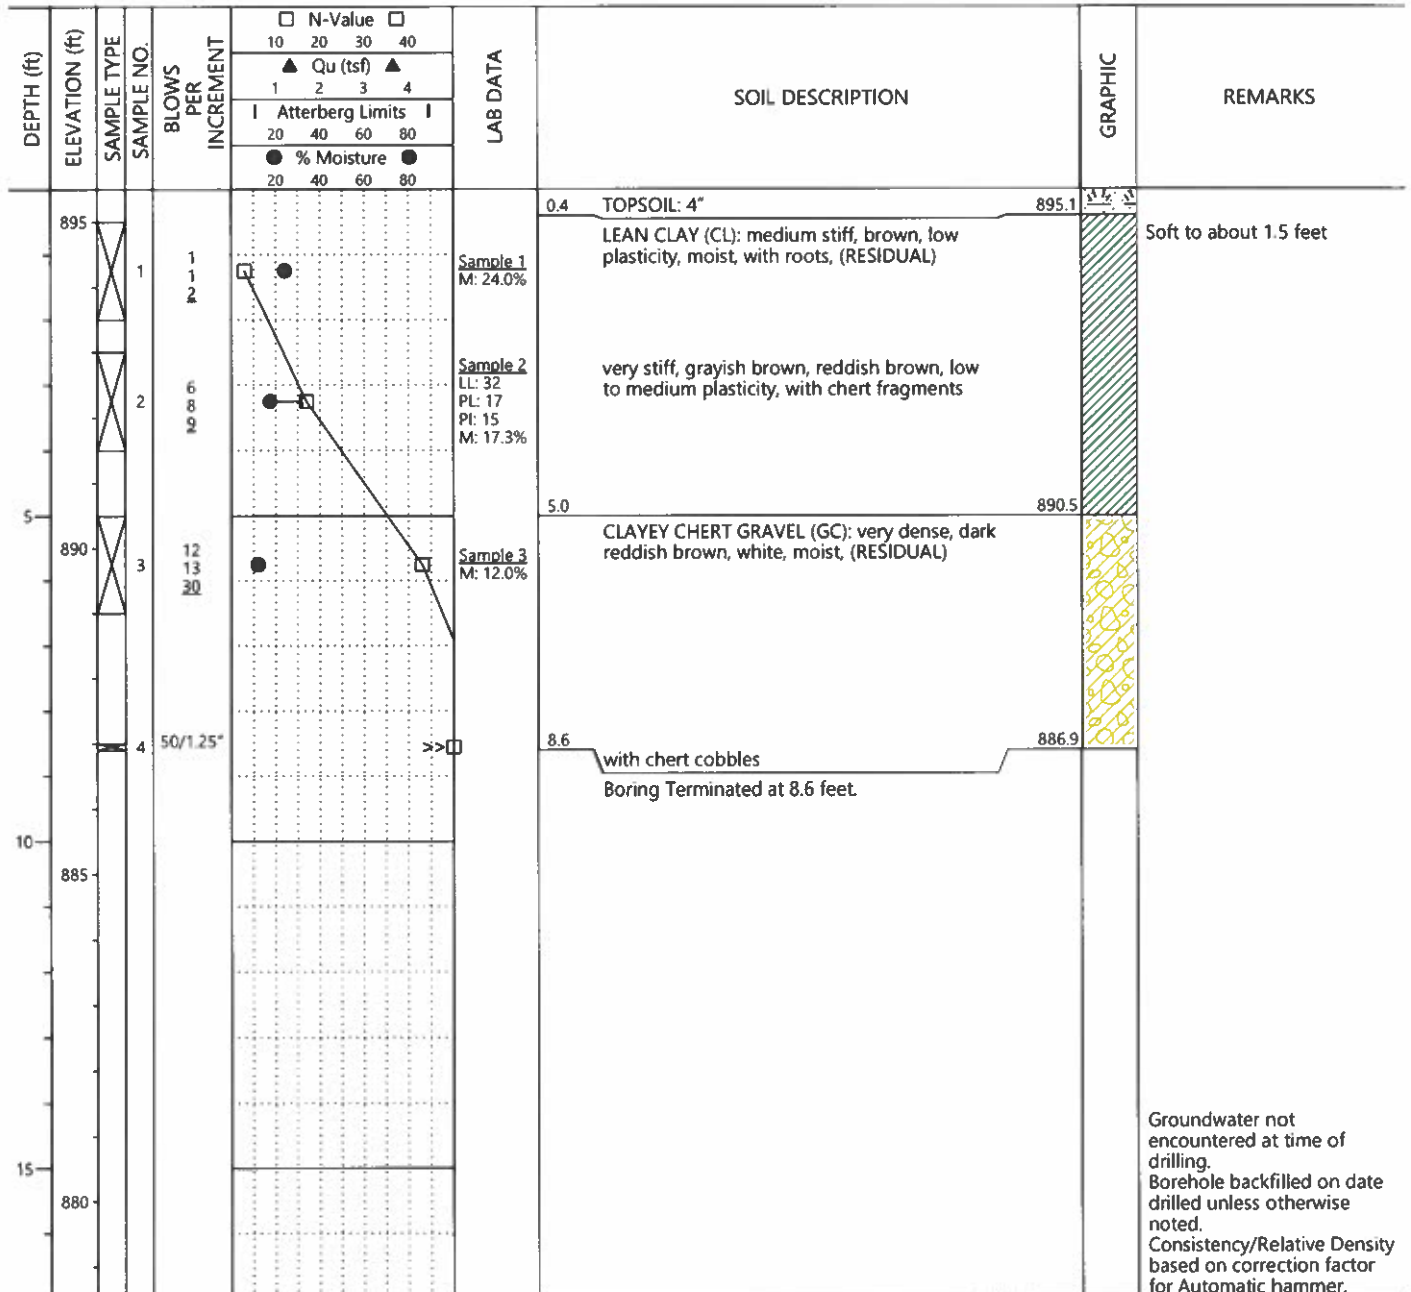 DEPTH (ft)
ELEVATION (ft)
SAMPLE TYPE
SAMPLE NO.
BLOWS
PER
INCREMENT
N-Value
10 20 30 40
Qu (tsf)
1 2 3 4
Atterberg Limits
20 40 60 80
% Moisture
20 40 60 80
LAB DATA
SOIL DESCRIPTION
GRAPHIC
REMARKS
0.4 TOPSOIL: 4" 895.1
895
LEAN CLAY (CL): medium stiff, brown, low
plasticity, moist, with roots, (RESIDUAL)
Soft to about 1.5 feet
1
1
1
2
Sample 1
M: 24.0%
very stiff, grayish brown, reddish brown, low
to medium plasticity, with chert fragments
2
6
8
9
Sample 2
LL: 32
PL: 17
PI: 15
M: 17.3%
5.0 890.5
5
CLAYEY CHERT GRAVEL (GC): very dense, dark
reddish brown, white, moist, (RESIDUAL)
890
3
12
13
30
Sample 3
M: 12.0%
4 50/1.25" >>
8.6 886.9
with chert cobbles
Boring Terminated at 8.6 feet.
10
885
15
880
Groundwater not
encountered at time of
drilling.
Borehole backfilled on date
drilled unless otherwise
noted.
Consistency/Relative Density
based on correction factor
for Automatic hammer.